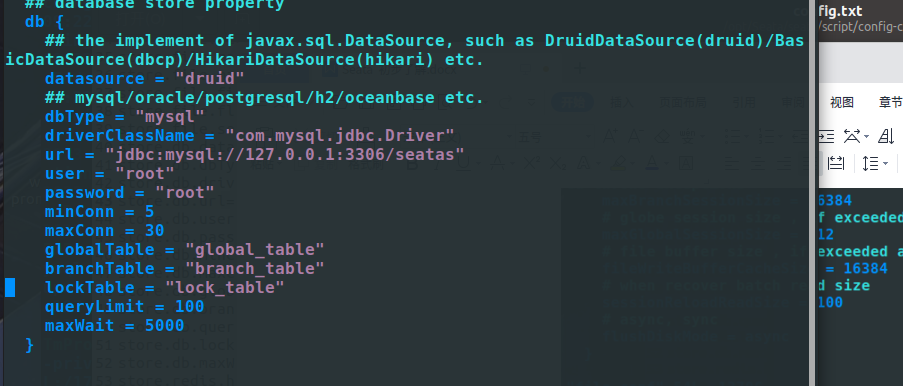 ## database store property
db {
## the implement of javax.sql.DataSource, such as DruidDataSource(druid)/Bas
icDataSource(dbcp)/HikariDataSource(hikari) etc.
datasource = "druid"
## mysql/oracle/postgresql/h2/oceanbase etc.
dbType = "mysql"
driverClassName = "com.mysql.jdbc.Driver"
url = "jdbc:mysql://127.0.0.1:3306/seatas"
user = "root"
password = "root"
minConn = 5
maxConn = 30
globalTable = "global_table"
branchTable = "branch_table"
lockTable = "lock_table"
queryLimit = 100
maxWait = 5000
}
config.txt
/script/config-c
视图 章节
16384
f exceeded
12
exceeded a
= 16384
d size
100